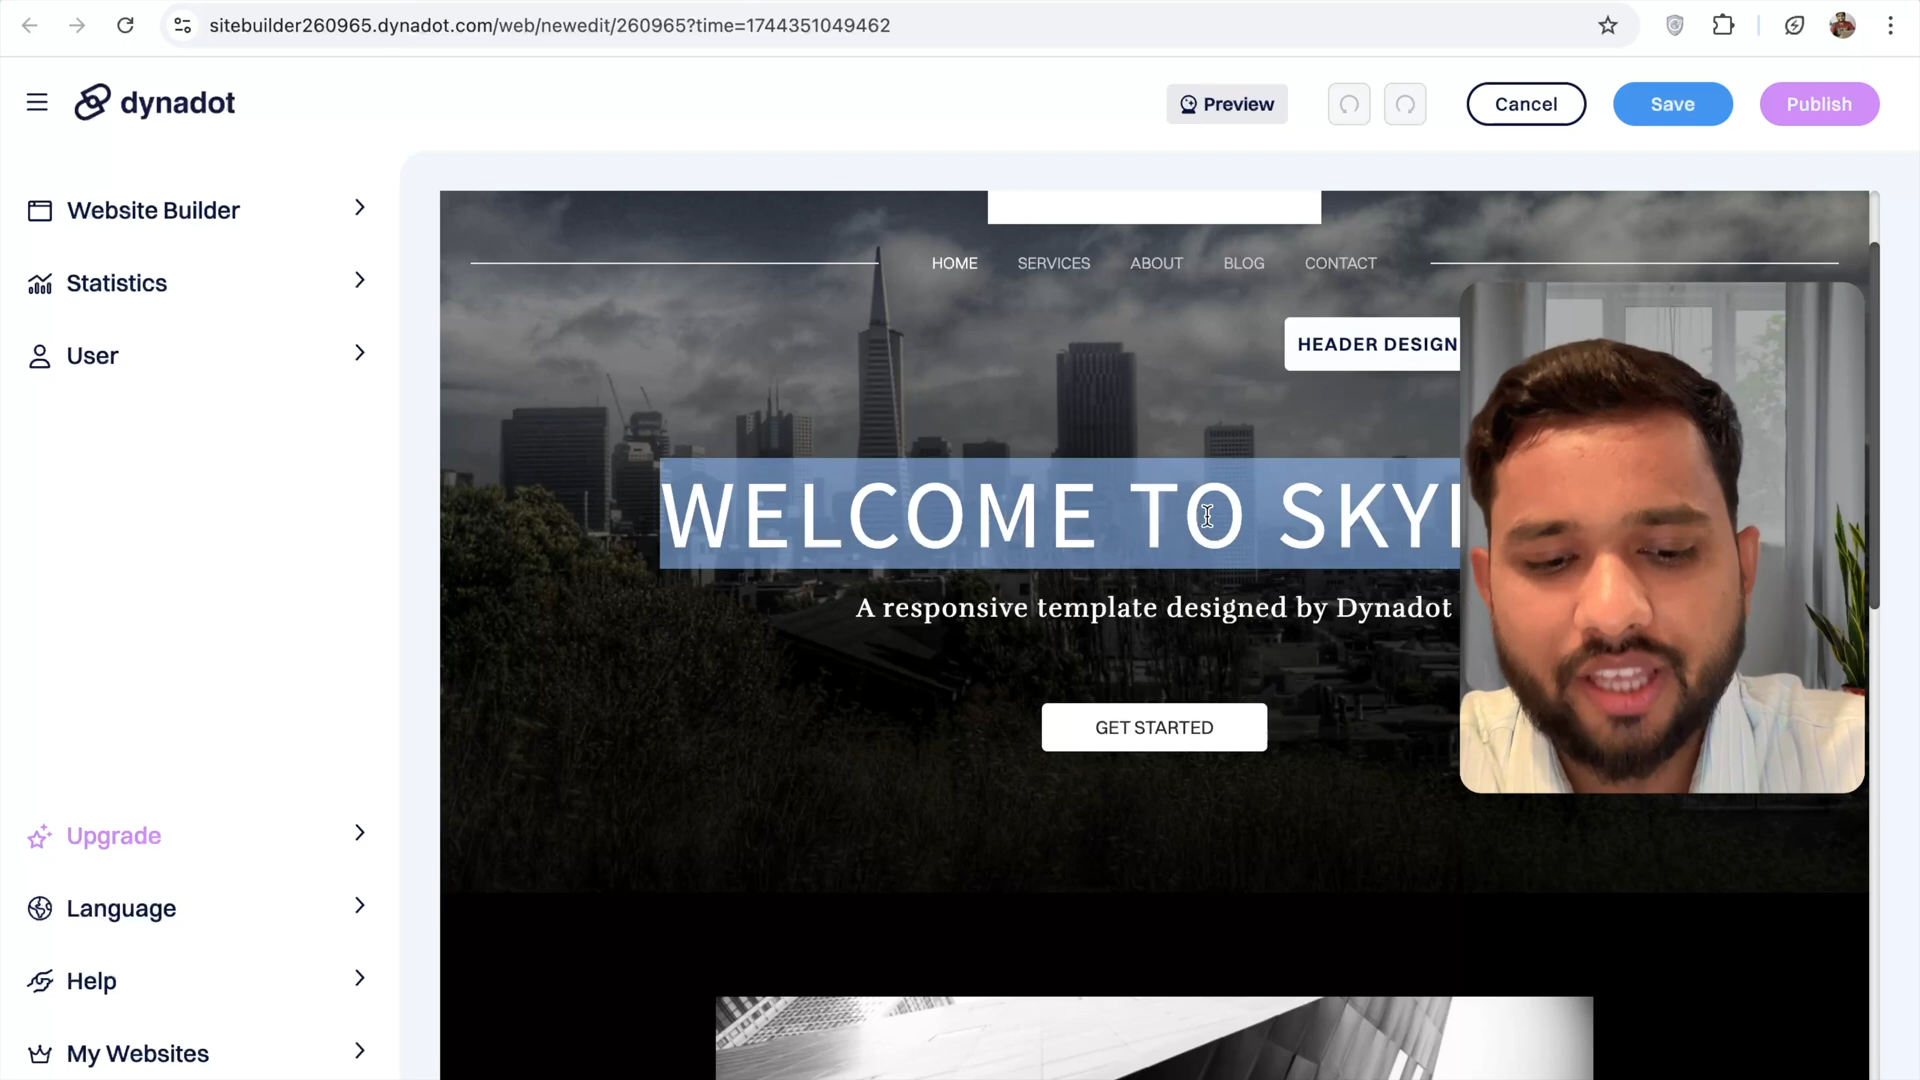 sitebuilder260965.dynadot.com/web/newedit/260965?time=1744351049462
dynadot
Preview
Cancel
Save
Publish
Website Builder
Statistics
User
Upgrade
Language
Help
My Websites
HOME SERVICES ABOUT BLOG CONTACT
HEADER DESIGN
WELCOME TO
A responsive template designed by Dynadot
GET STARTED